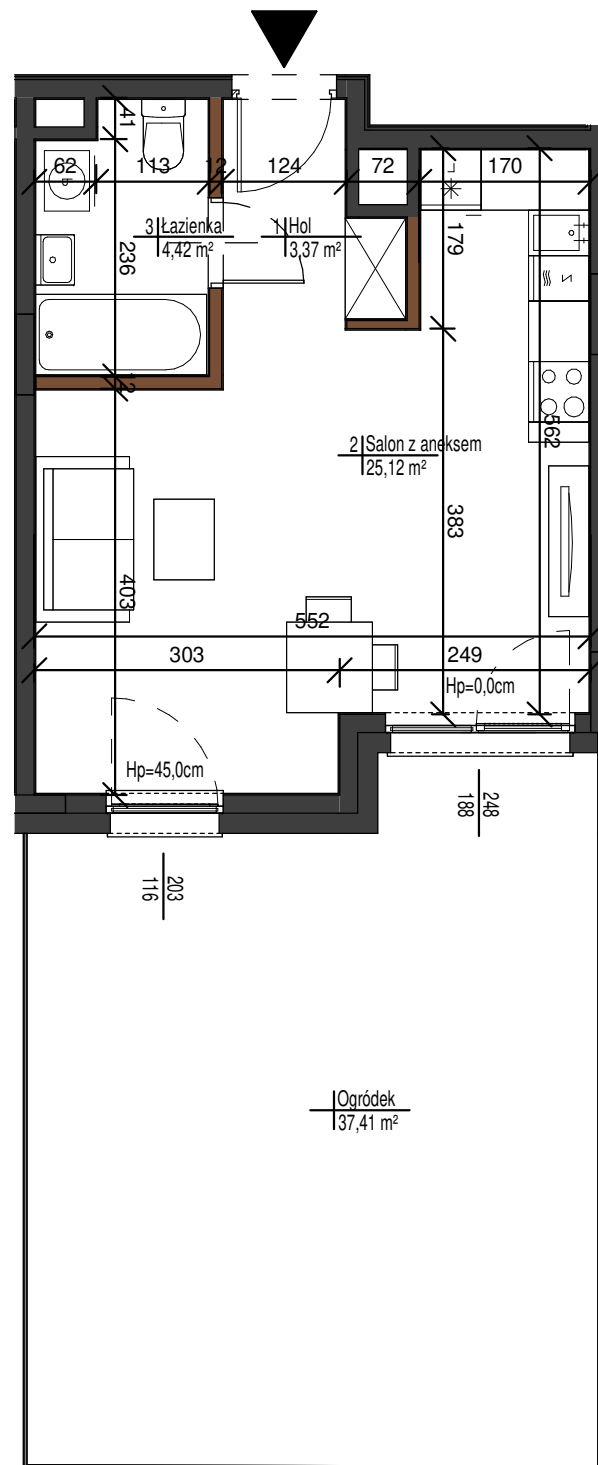 41
62
113
12
124
72
170
3 Łazienka
4,42 m²
1 Hol
3,37 m²
236
179
12
2 Salon z aneksem
25,12 m²
562
383
403
552
303
249
Hp=0,0cm
Hp=45,0cm
248
188
203
116
Ogródek
37,41 m²